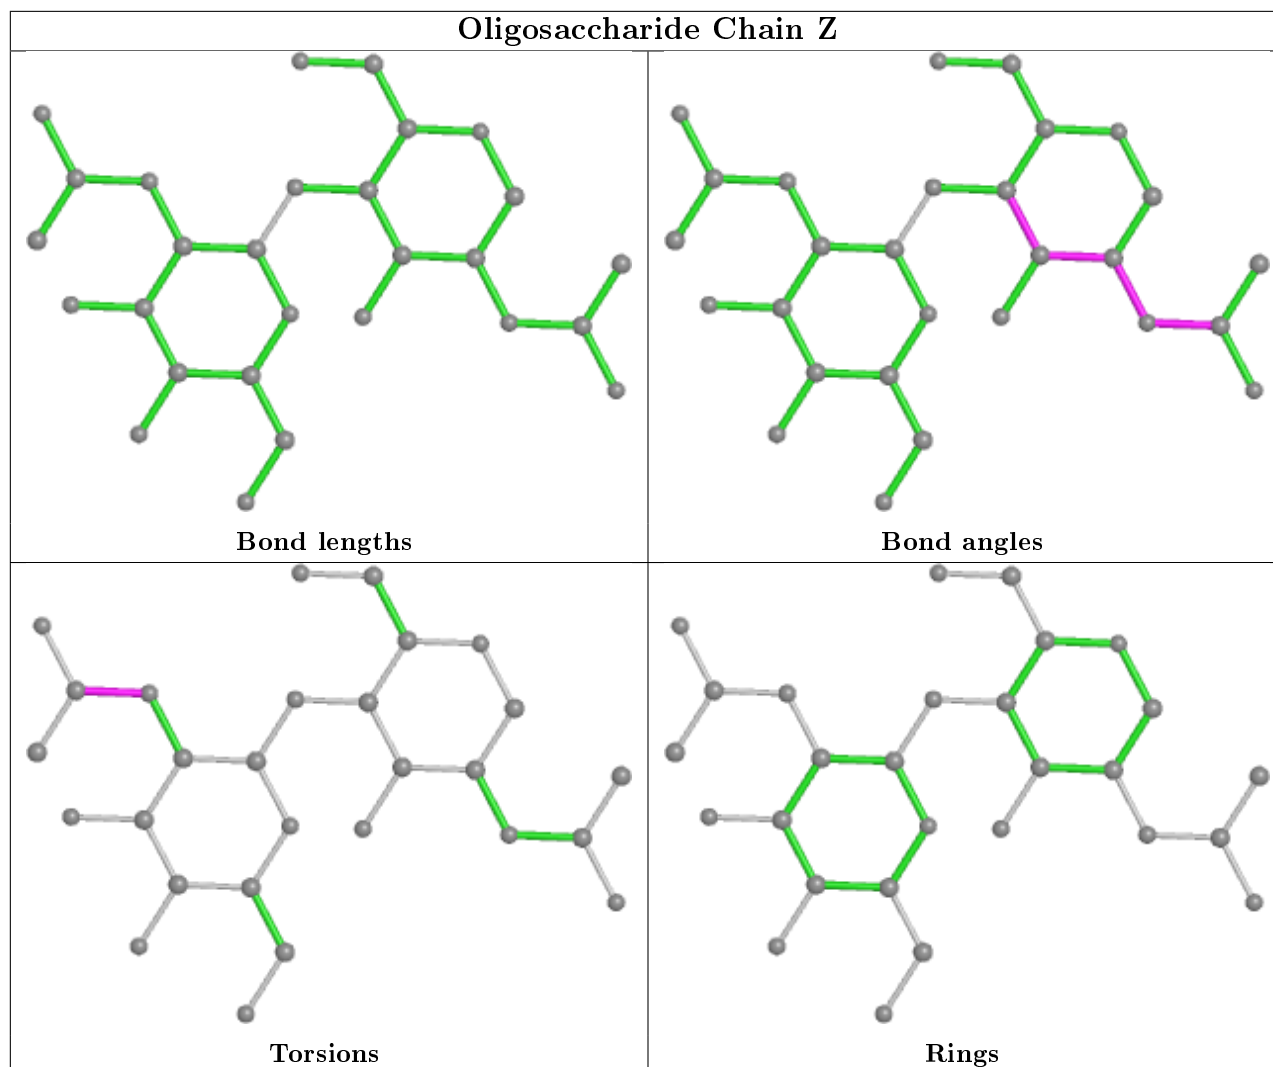 Oligosaccharide Chain Z
Bond lengths
Bond angles
Torsions
Rings